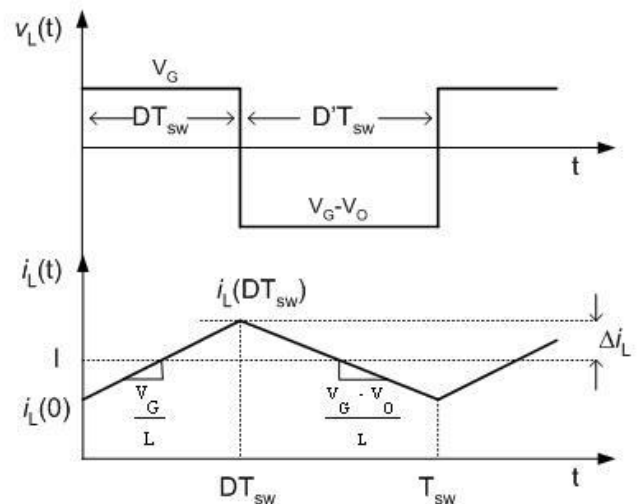 v_L(t)
V_G
DT_sw
D'T_sw
t
V_G-V_O
i_L(t)
i_L(DT_sw)
Δi_L
I
i_L(0)
V_G
L
V_G - V_O
L
t
DT_sw
T_sw